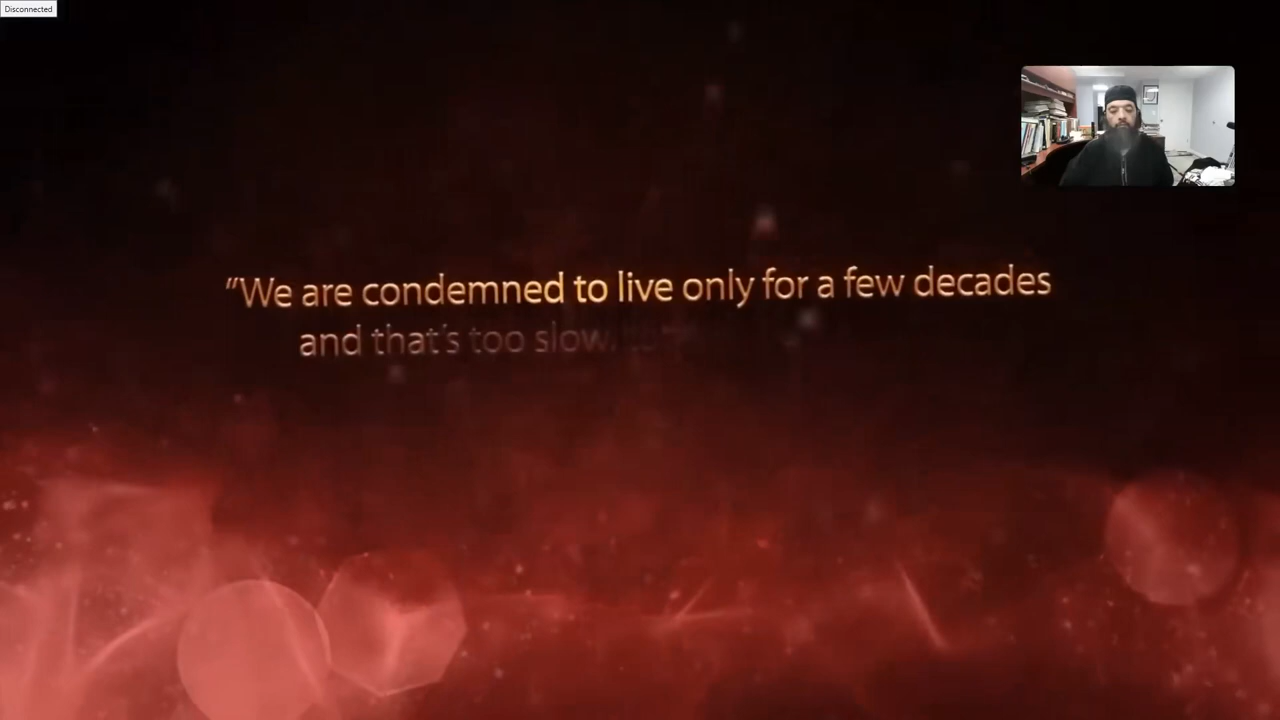 Disconnected
"We are condemned to live only for a few decades
and that's too slow,